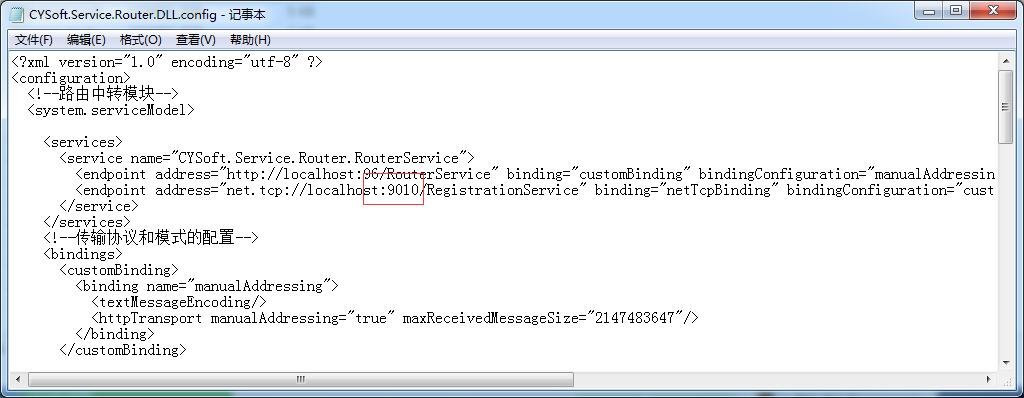 CYSoft.Service.Router.DLL.config - 记事本
文件(F) 编辑(E) 格式(O) 查看(V) 帮助(H)
<?xml version="1.0" encoding="utf-8" ?>
<configuration>
<!--路由中转模块-->
<system.serviceModel>
<services>
<service name="CYSoft.Service.Router.RouterService">
<endpoint address="http://localhost:96/RouterService" binding="customBinding" bindingConfiguration="manualAddressin
<endpoint address="net.tcp://localhost:9010/RegistrationService" binding="netTcpBinding" bindingConfiguration="cust
</service>
</services>
<!--传输协议和模式的配置-->
<bindings>
<customBinding>
<binding name="manualAddressing">
<textMessageEncoding/>
<httpTransport manualAddressing="true" maxReceivedMessageSize="2147483647"/>
</binding>
</customBinding>